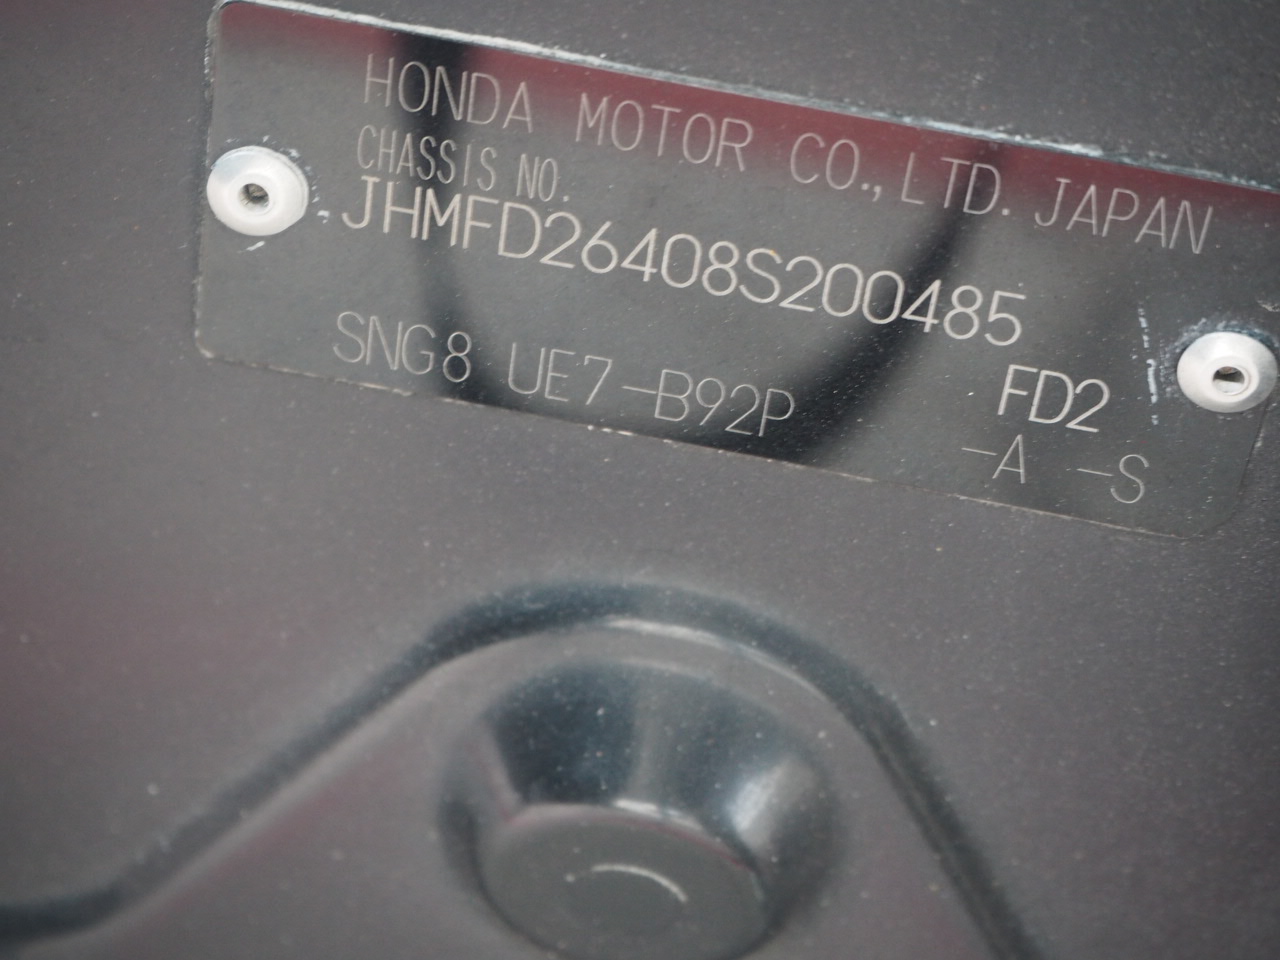 HONDA MOTOR CO., LTD. JAPAN
CHASSIS NO.
JHMFD26408S200485
SNG8 UE7-B92P
FD2
-A -S